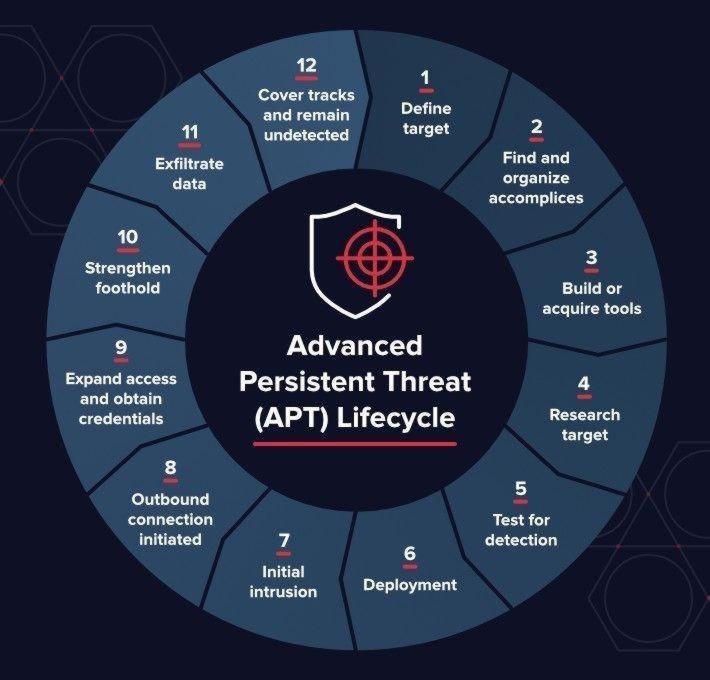 Advanced
Persistent Threat
(APT) Lifecycle
1
Define
target
2
Find and
organize
accomplices
3
Build or
acquire tools
4
Research
target
5
Test for
detection
6
Deployment
7
Initial
intrusion
8
Outbound
connection
initiated
9
Expand access
and obtain
credentials
10
Strengthen
foothold
11
Exfiltrate
data
12
Cover tracks
and remain
undetected